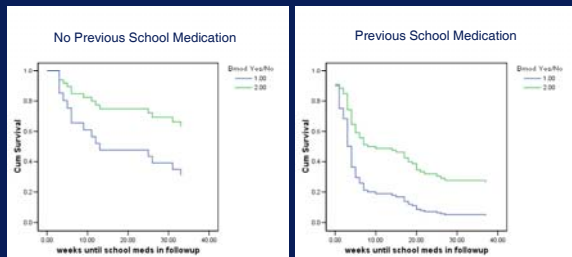 No Previous School Medication
Bmod Yes/No
1.00
2.00
Cum Survival
1.0
0.8
0.6
0.4
0.2
0.0
0.00 10.00 20.00 30.00 40.00
weeks until school meds in followup
Previous School Medication
Bmod Yes/No
1.00
2.00
Cum Survival
1.0
0.8
0.6
0.4
0.2
0.0
0.00 10.00 20.00 30.00 40.00
weeks until school meds in followup